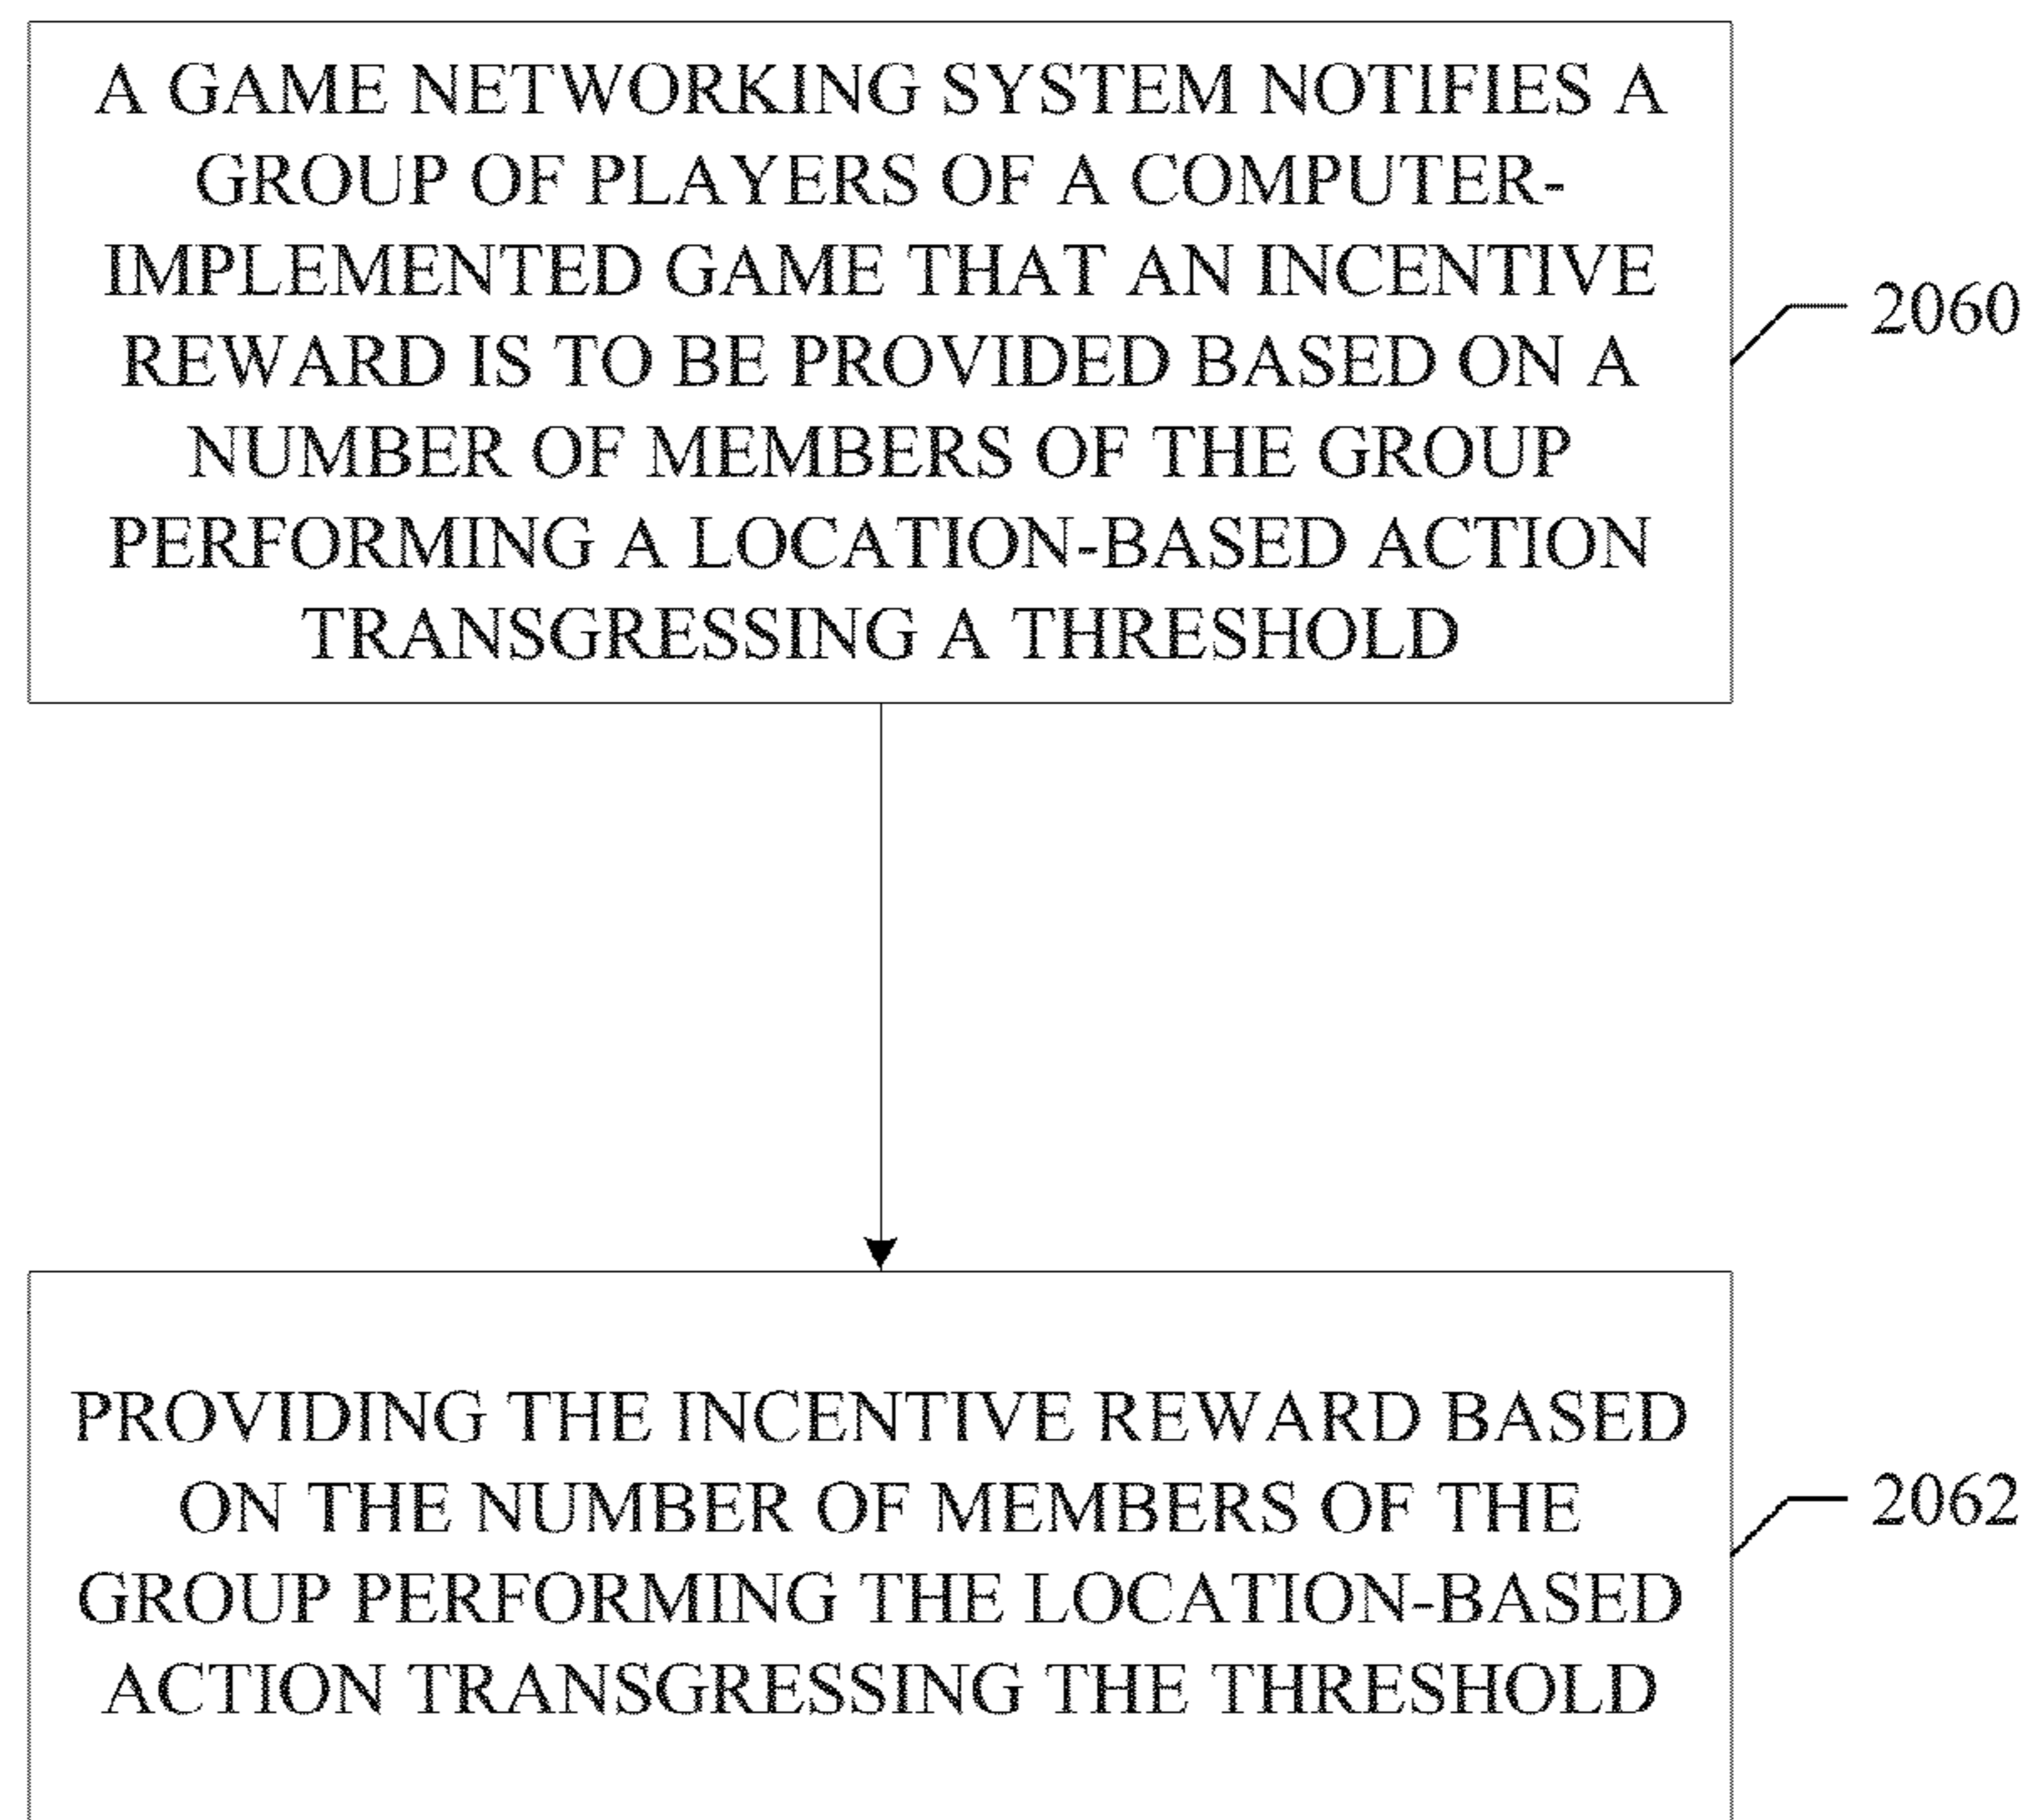 A GAME NETWORKING SYSTEM NOTIFIES A
GROUP OF PLAYERS OF A COMPUTER-
IMPLEMENTED GAME THAT AN INCENTIVE
REWARD IS TO BE PROVIDED BASED ON A
NUMBER OF MEMBERS OF THE GROUP
PERFORMING A LOCATION-BASED ACTION
TRANSGRESSING A THRESHOLD
2060
PROVIDING THE INCENTIVE REWARD BASED
ON THE NUMBER OF MEMBERS OF THE
GROUP PERFORMING THE LOCATION-BASED
ACTION TRANSGRESSING THE THRESHOLD
2062